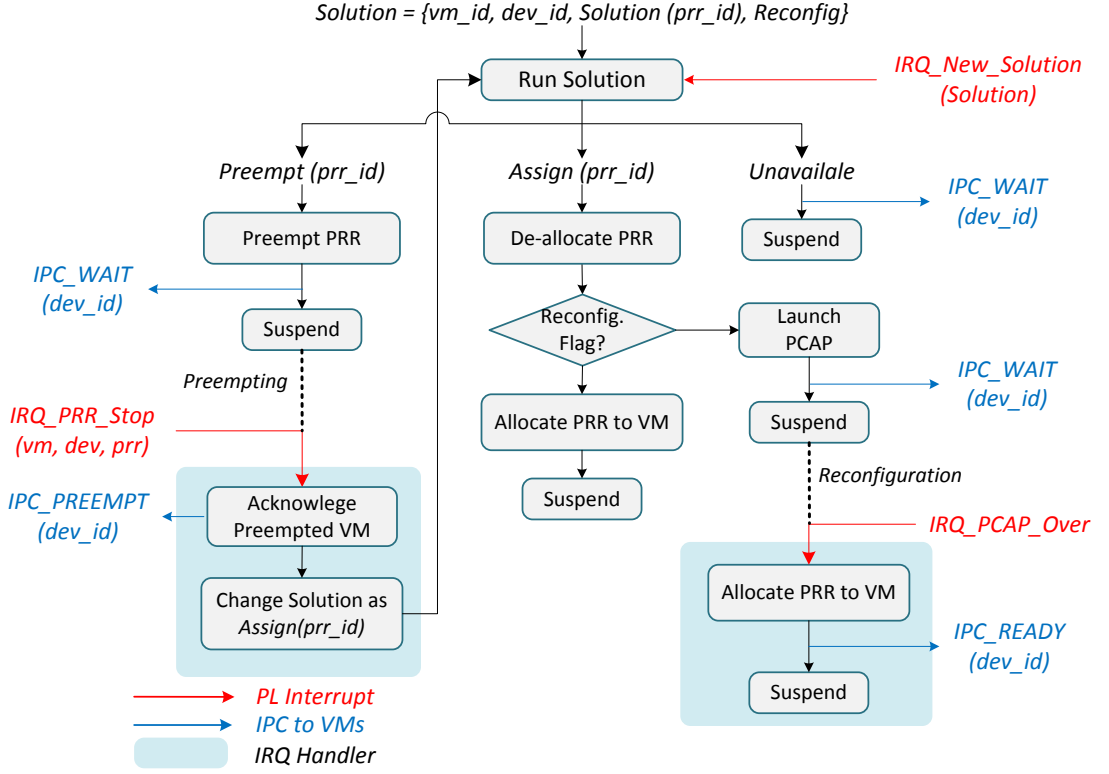 Solution = {vm_id, dev_id, Solution (prr_id), Reconfig}
Run Solution
IRQ_New_Solution
(Solution)
Preempt (prr_id)
Assign (prr_id)
Unavailale
IPC_WAIT
(dev_id)
Preempt PRR
De-allocate PRR
Suspend
IPC_WAIT
(dev_id)
Suspend
Reconfig.
Flag?
Launch
PCAP
Preempting
IPC_WAIT
(dev_id)
IRQ_PRR_Stop
(vm, dev, prr)
Allocate PRR to VM
Suspend
Reconfiguration
Suspend
IPC_PREEMPT
(dev_id)
Acknowlege
Preempted VM
IRQ_PCAP_Over
Change Solution as
Assign(prr_id)
Allocate PRR to VM
IPC_READY
(dev_id)
Suspend
PL Interrupt
IPC to VMs
IRQ Handler